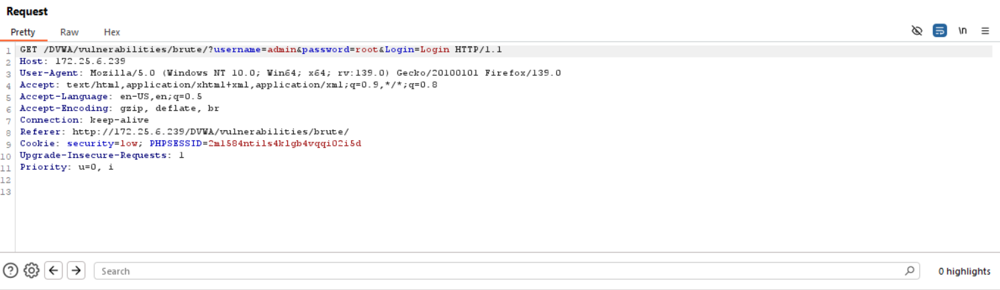 Request
Pretty Raw Hex
\n
1 GET /DVWA/vulnerabilities/brute/?username=admin&password=root&Login=Login HTTP/1.1
2 Host: 172.25.6.239
3 User-Agent: Mozilla/5.0 (Windows NT 10.0; Win64; x64; rv:139.0) Gecko/20100101 Firefox/139.0
4 Accept: text/html,application/xhtml+xml,application/xml;q=0.9,*/*;q=0.8
5 Accept-Language: en-US,en;q=0.5
6 Accept-Encoding: gzip, deflate, br
7 Connection: keep-alive
8 Referer: http://172.25.6.239/DVWA/vulnerabilities/brute/
9 Cookie: security=low; PHPSESSID=2m1584ntils4klgb4vqqi02i5d
10 Upgrade-Insecure-Requests: 1
11 Priority: u=0, i
12
13
Search 0 highlights